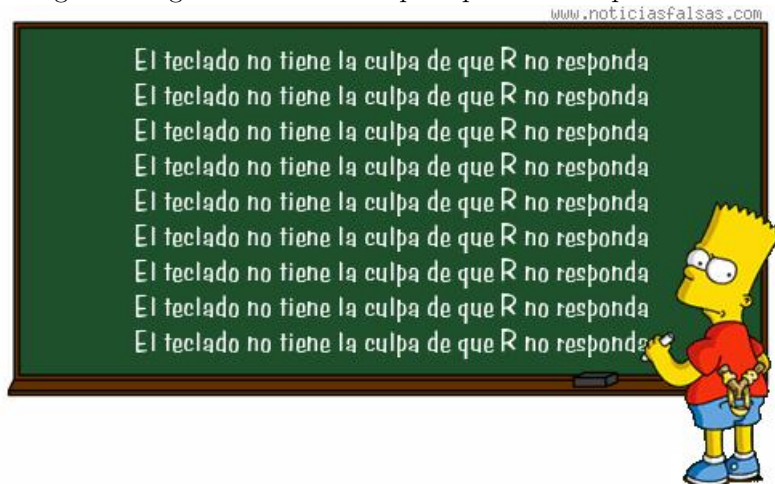 www.noticiasfalsas.com
El teclado no tiene la culpa de que R no responda
El teclado no tiene la culpa de que R no responda
El teclado no tiene la culpa de que R no responda
El teclado no tiene la culpa de que R no responda
El teclado no tiene la culpa de que R no responda
El teclado no tiene la culpa de que R no responda
El teclado no tiene la culpa de que R no responda
El teclado no tiene la culpa de que R no responda
El teclado no tiene la culpa de que R no responda